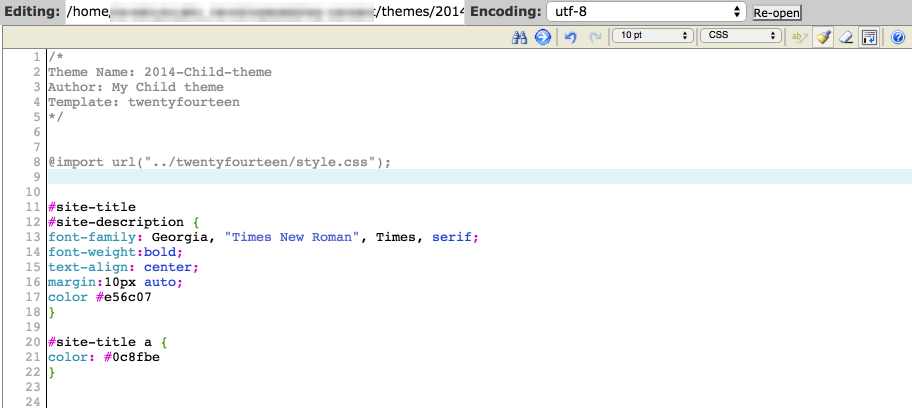 Editing: /home/ t/themes/2014 Encoding: utf-8 Re-open
10 pt CSS
1 /*
2 Theme Name: 2014-Child-theme
3 Author: My Child theme
4 Template: twentyfourteen
5 */
6
7
8 @import url("../twentyfourteen/style.css");
9
10
11 #site-title
12 #site-description {
13 font-family: Georgia, "Times New Roman", Times, serif;
14 font-weight:bold;
15 text-align: center;
16 margin:10px auto;
17 color #e56c07
18 }
19
20 #site-title a {
21 color: #0c8fbe
22 }
23
24